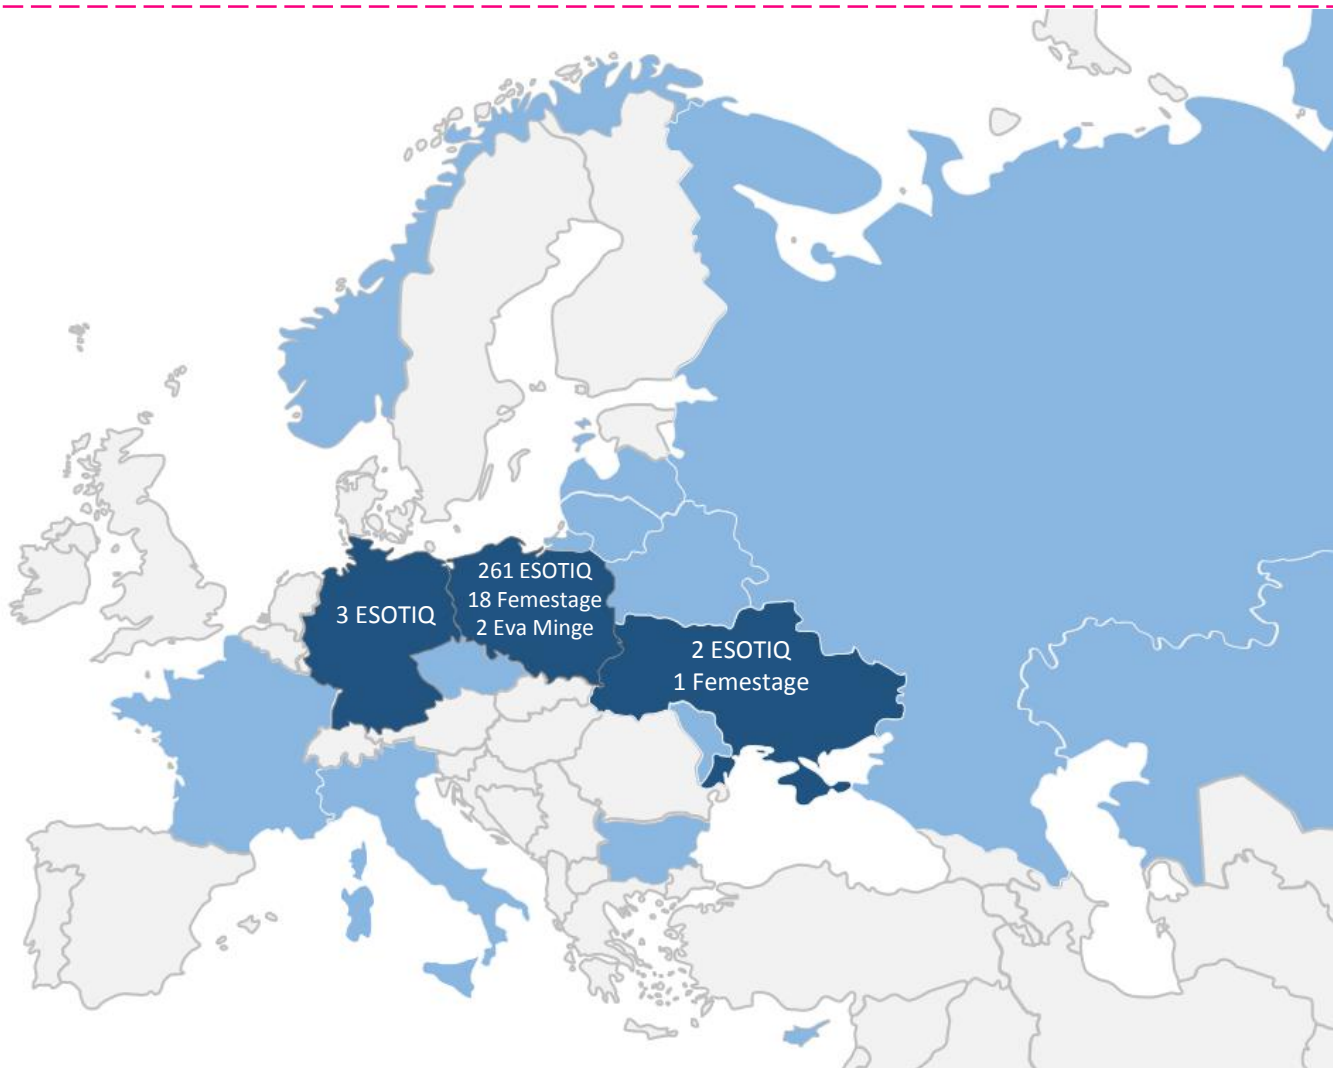 261 ESOTIQ
18 Femestage
2 Eva Minge
3 ESOTIQ
2 ESOTIQ
1 Femestage